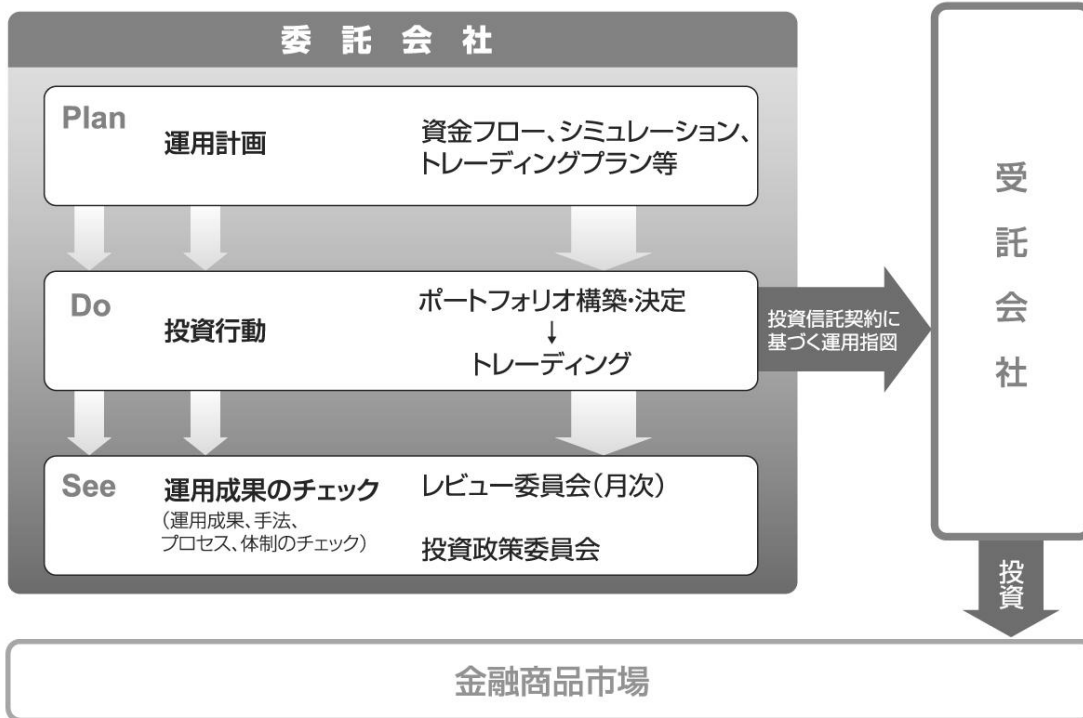 委託会社
Plan
運用計画
資金フロー、シミュレーション、
トレーディングプラン等
Do
投資行動
ポートフォリオ構築・決定
↓
トレーディング
投資信託契約に
基づく運用指図
See
運用成果のチェック
(運用成果、手法、
プロセス、体制のチェック)
レビュー委員会(月次)
投資政策委員会
受託会社
投資
金融商品市場